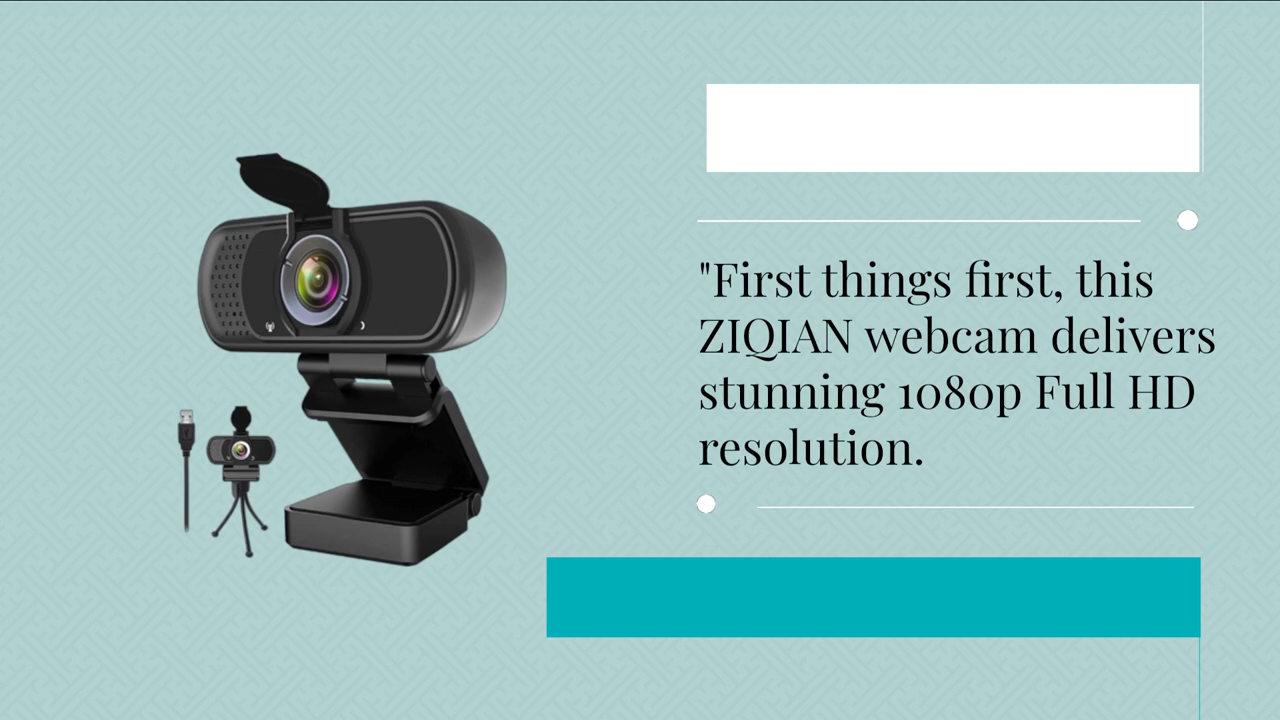 "First things first, this
ZIQIAN webcam delivers
stunning 1080p Full HD
resolution.